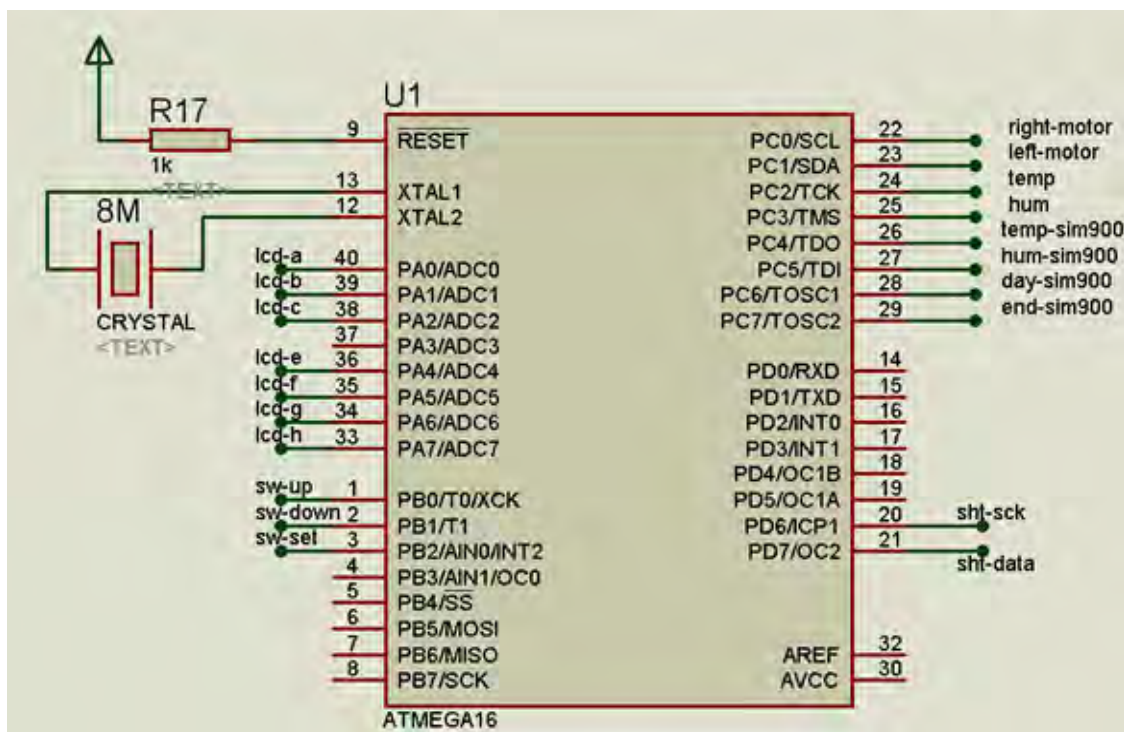 U1
R17
1k
<TEXT>
8M
CRYSTAL
<TEXT>
9 RESET
13 XTAL1
12 XTAL2
lcd-a 40 PA0/ADC0
lcd-b 39 PA1/ADC1
lcd-c 38 PA2/ADC2
37 PA3/ADC3
lcd-e 36 PA4/ADC4
lcd-f 35 PA5/ADC5
lcd-g 34 PA6/ADC6
lcd-h 33 PA7/ADC7
sw-up 1 PB0/T0/XCK
sw-down 2 PB1/T1
sw-set 3 PB2/AIN0/INT2
4 PB3/AIN1/OC0
5 PB4/SS
6 PB5/MOSI
7 PB6/MISO
8 PB7/SCK
PC0/SCL 22 right-motor
PC1/SDA 23 left-motor
PC2/TCK 24 temp
PC3/TMS 25 hum
PC4/TDO 26 temp-sim900
PC5/TDI 27 hum-sim900
PC6/TOSC1 28 day-sim900
PC7/TOSC2 29 end-sim900
PD0/RXD 14
PD1/TXD 15
PD2/INT0 16
PD3/INT1 17
PD4/OC1B 18
PD5/OC1A 19
PD6/ICP1 20 sht-sck
PD7/OC2 21 sht-data
AREF 32
AVCC 30
ATMEGA16